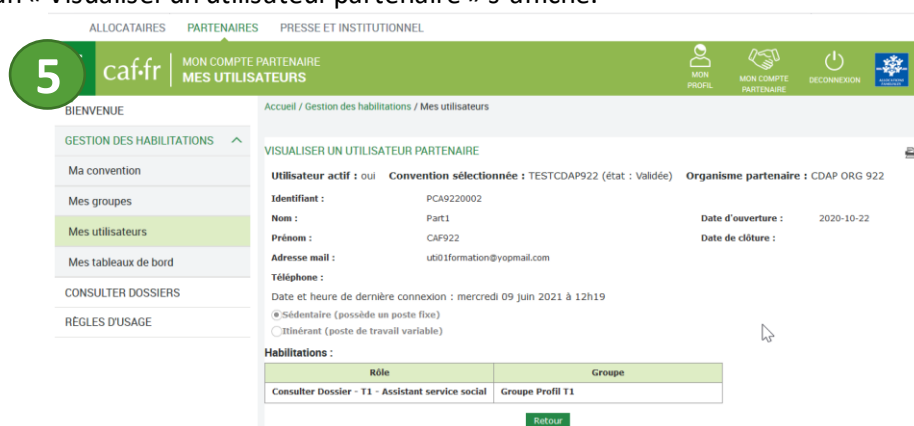 « Visualiser un utilisateur partenaire » s'affiche.
ALLOCATAIRES PARTENAIRES PRESSE ET INSTITUTIONNEL
5
caf.fr
MON COMPTE PARTENAIRE
MES UTILISATEURS
MON PROFIL
MON COMPTE PARTENAIRE
DECONNEXION
BIENVENUE
GESTION DES HABILITATIONS
Ma convention
Mes groupes
Mes utilisateurs
Mes tableaux de bord
CONSULTER DOSSIERS
RÈGLES D'USAGE
Accueil / Gestion des habilitations / Mes utilisateurs
VISUALISER UN UTILISATEUR PARTENAIRE
Utilisateur actif : oui Convention sélectionnée : TESTCDAP922 (état : Validée) Organisme partenaire : CDAP ORG 922
Identifiant : PCA9220002
Nom : Part1 Date d'ouverture : 2020-10-22
Prénom : CAF922 Date de clôture :
Adresse mail : uti01formation@yopmail.com
Téléphone :
Date et heure de dernière connexion : mercredi 09 juin 2021 à 12h19
Sédentaire (possède un poste fixe)
Itinérant (poste de travail variable)
Habilitations :
Rôle Groupe
Consulter Dossier - T1 - Assistant service social Groupe Profil T1
Retour